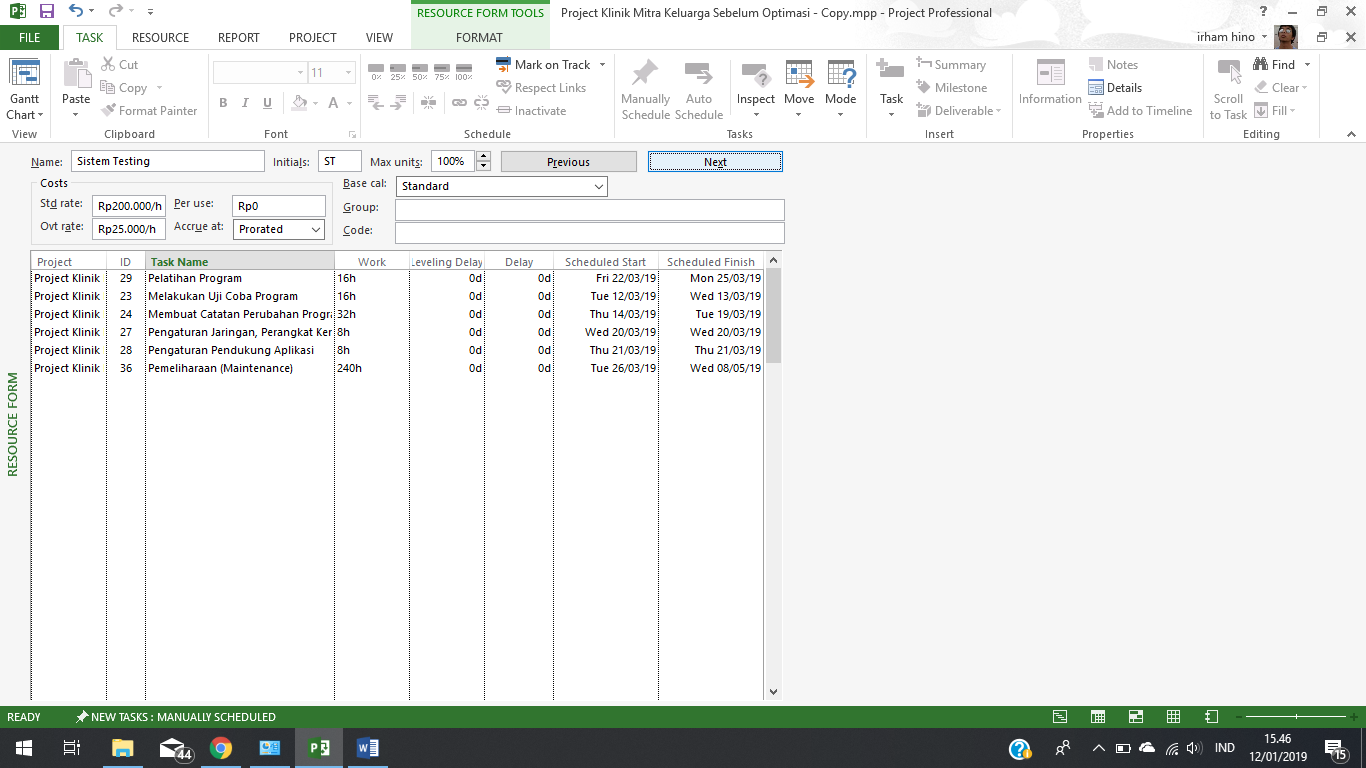 RESOURCE FORM TOOLS Project Klinik Mitra Keluarga Sebelum Optimasi - Copy.mpp - Project Professional ?
FILE TASK RESOURCE REPORT PROJECT VIEW FORMAT irham hino
Gantt Chart
View
Paste
Cut
Copy
Format Painter
Clipboard
11
B I U A
Font
0% 25% 50% 75% 100%
Mark on Track
Respect Links
Inactivate
Schedule
Manually Schedule
Auto Schedule
Inspect
Move
Mode
Tasks
Task
Summary
Milestone
Deliverable
Insert
Information
Notes
Details
Add to Timeline
Properties
Scroll to Task
Find
Clear
Fill
Editing
Name: Sistem Testing Initials: ST Max units: 100% Previous Next
Costs Base cal: Standard
Std rate: Rp200.000/h Per use: Rp0 Group:
Ovt rate: Rp25.000/h Accrue at: Prorated Code:
Project ID Task Name Work Leveling Delay Delay Scheduled Start Scheduled Finish
Project Klinik 29 Pelatihan Program 16h 0d 0d Fri 22/03/19 Mon 25/03/19
Project Klinik 23 Melakukan Uji Coba Program 16h 0d 0d Tue 12/03/19 Wed 13/03/19
Project Klinik 24 Membuat Catatan Perubahan Progra 32h 0d 0d Thu 14/03/19 Tue 19/03/19
Project Klinik 27 Pengaturan Jaringan, Perangkat Ker 8h 0d 0d Wed 20/03/19 Wed 20/03/19
Project Klinik 28 Pengaturan Pendukung Aplikasi 8h 0d 0d Thu 21/03/19 Thu 21/03/19
Project Klinik 36 Pemeliharaan (Maintenance) 240h 0d 0d Tue 26/03/19 Wed 08/05/19
RESOURCE FORM
READY NEW TASKS : MANUALLY SCHEDULED
44
IND
15.46
12/01/2019
15